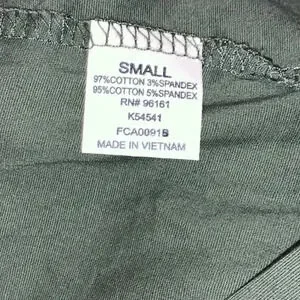 SMALL
97%COTTON 3%SPANDEX
95%COTTON 5%SPANDEX
RN# 96161
K54541
FCA0091B
MADE IN VIETNAM